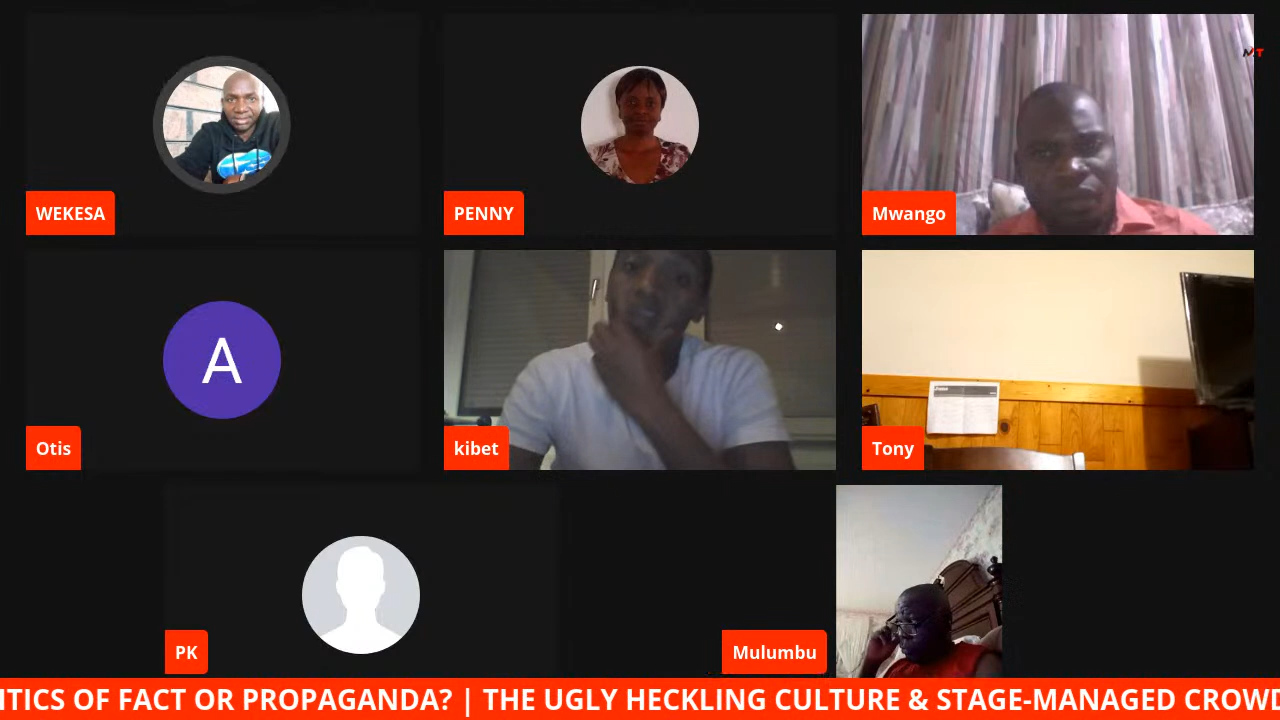 WEKESA
PENNY
MT
Mwango
A
Otis
kibet
Tony
PK
Mulumbu
ITICS OF FACT OR PROPAGANDA? | THE UGLY HECKLING CULTURE & STAGE-MANAGED CROWD